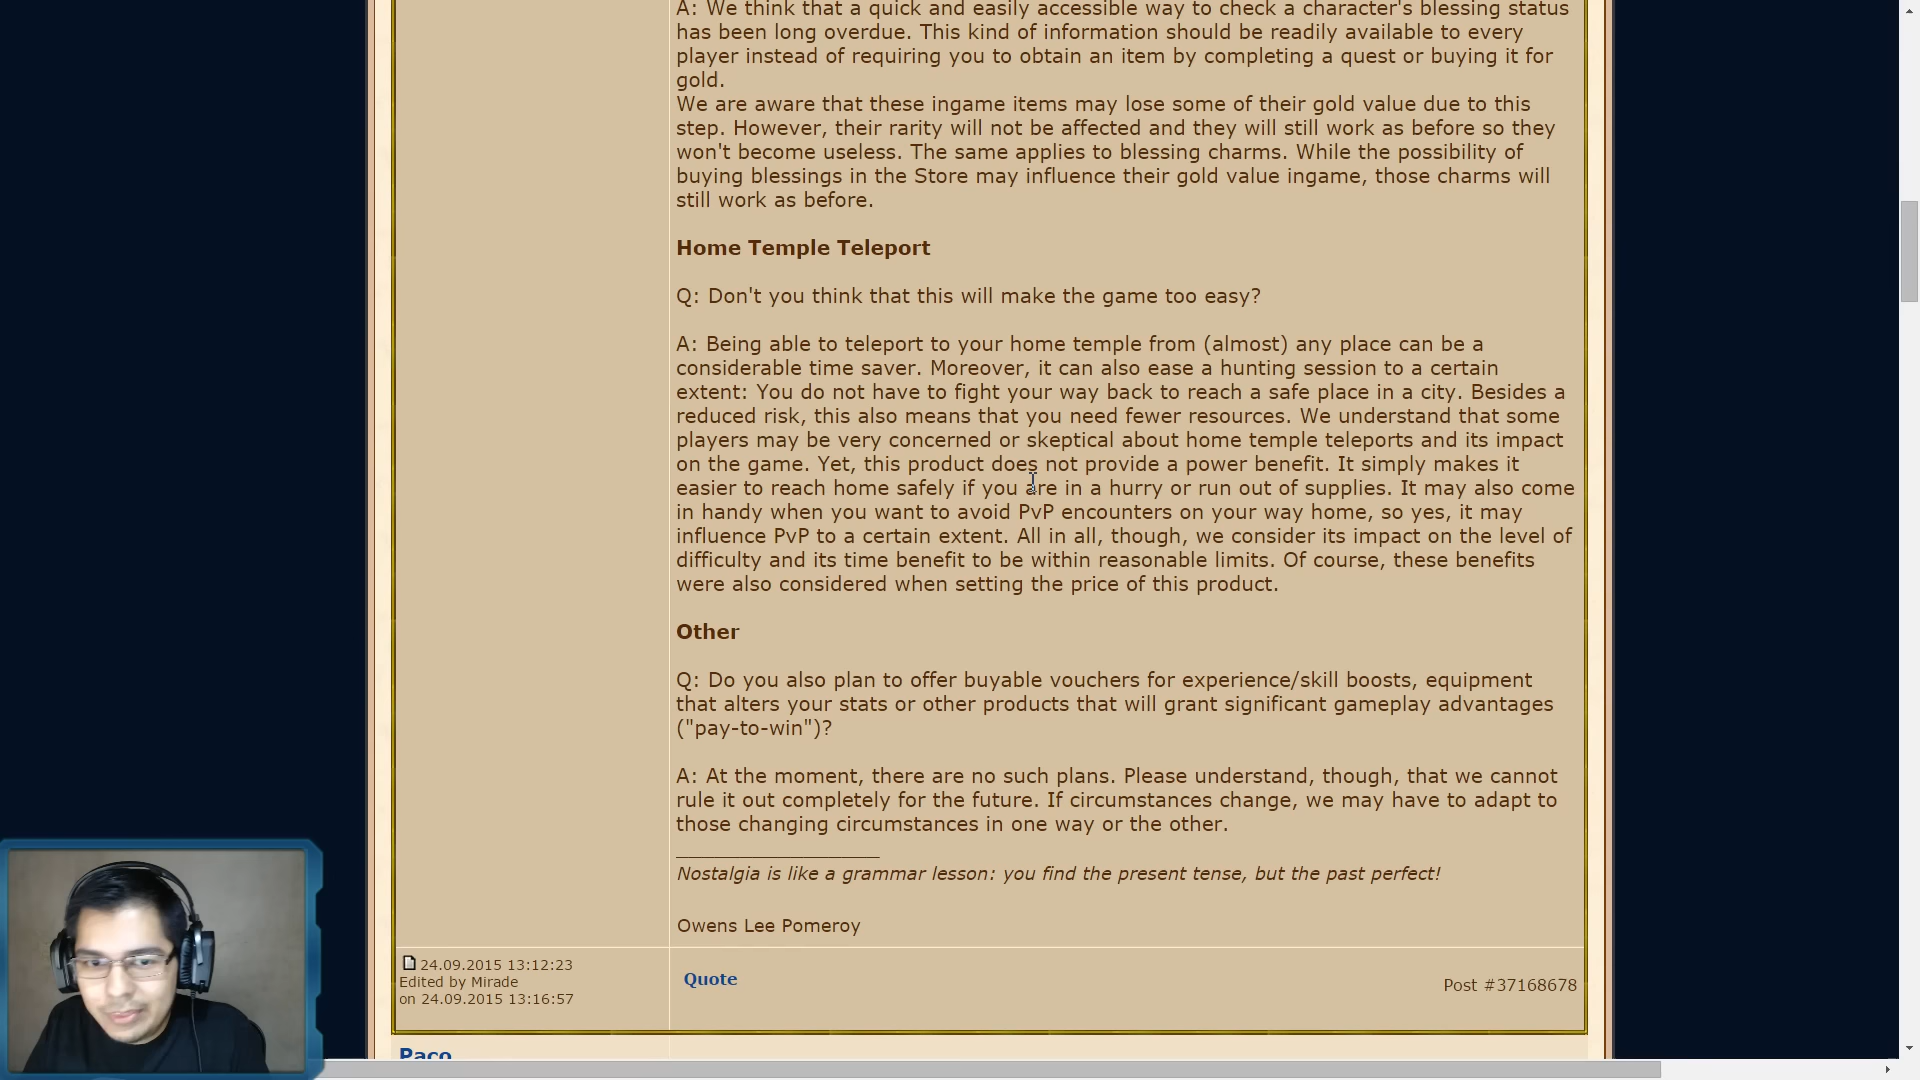 A: We think that a quick and easily accessible way to check a character's blessing status
has been long overdue. This kind of information should be readily available to every
player instead of requiring you to obtain an item by completing a quest or buying it for
gold.
We are aware that these ingame items may lose some of their gold value due to this
step. However, their rarity will not be affected and they will still work as before so they
won't become useless. The same applies to blessing charms. While the possibility of
buying blessings in the Store may influence their gold value ingame, those charms will
still work as before.
Home Temple Teleport
Q: Don't you think that this will make the game too easy?
A: Being able to teleport to your home temple from (almost) any place can be a
considerable time saver. Moreover, it can also ease a hunting session to a certain
extent: You do not have to fight your way back to reach a safe place in a city. Besides a
reduced risk, this also means that you need fewer resources. We understand that some
players may be very concerned or skeptical about home temple teleports and its impact
on the game. Yet, this product does not provide a power benefit. It simply makes it
easier to reach home safely if you are in a hurry or run out of supplies. It may also come
in handy when you want to avoid PvP encounters on your way home, so yes, it may
influence PvP to a certain extent. All in all, though, we consider its impact on the level of
difficulty and its time benefit to be within reasonable limits. Of course, these benefits
were also considered when setting the price of this product.
Other
Q: Do you also plan to offer buyable vouchers for experience/skill boosts, equipment
that alters your stats or other products that will grant significant gameplay advantages
("pay-to-win")?
A: At the moment, there are no such plans. Please understand, though, that we cannot
rule it out completely for the future. If circumstances change, we may have to adapt to
those changing circumstances in one way or the other.
Nostalgia is like a grammar lesson: you find the present tense, but the past perfect!
Owens Lee Pomeroy
24.09.2015 13:12:23
Edited by Mirade
on 24.09.2015 13:16:57
Quote
Post #37168678
Paco